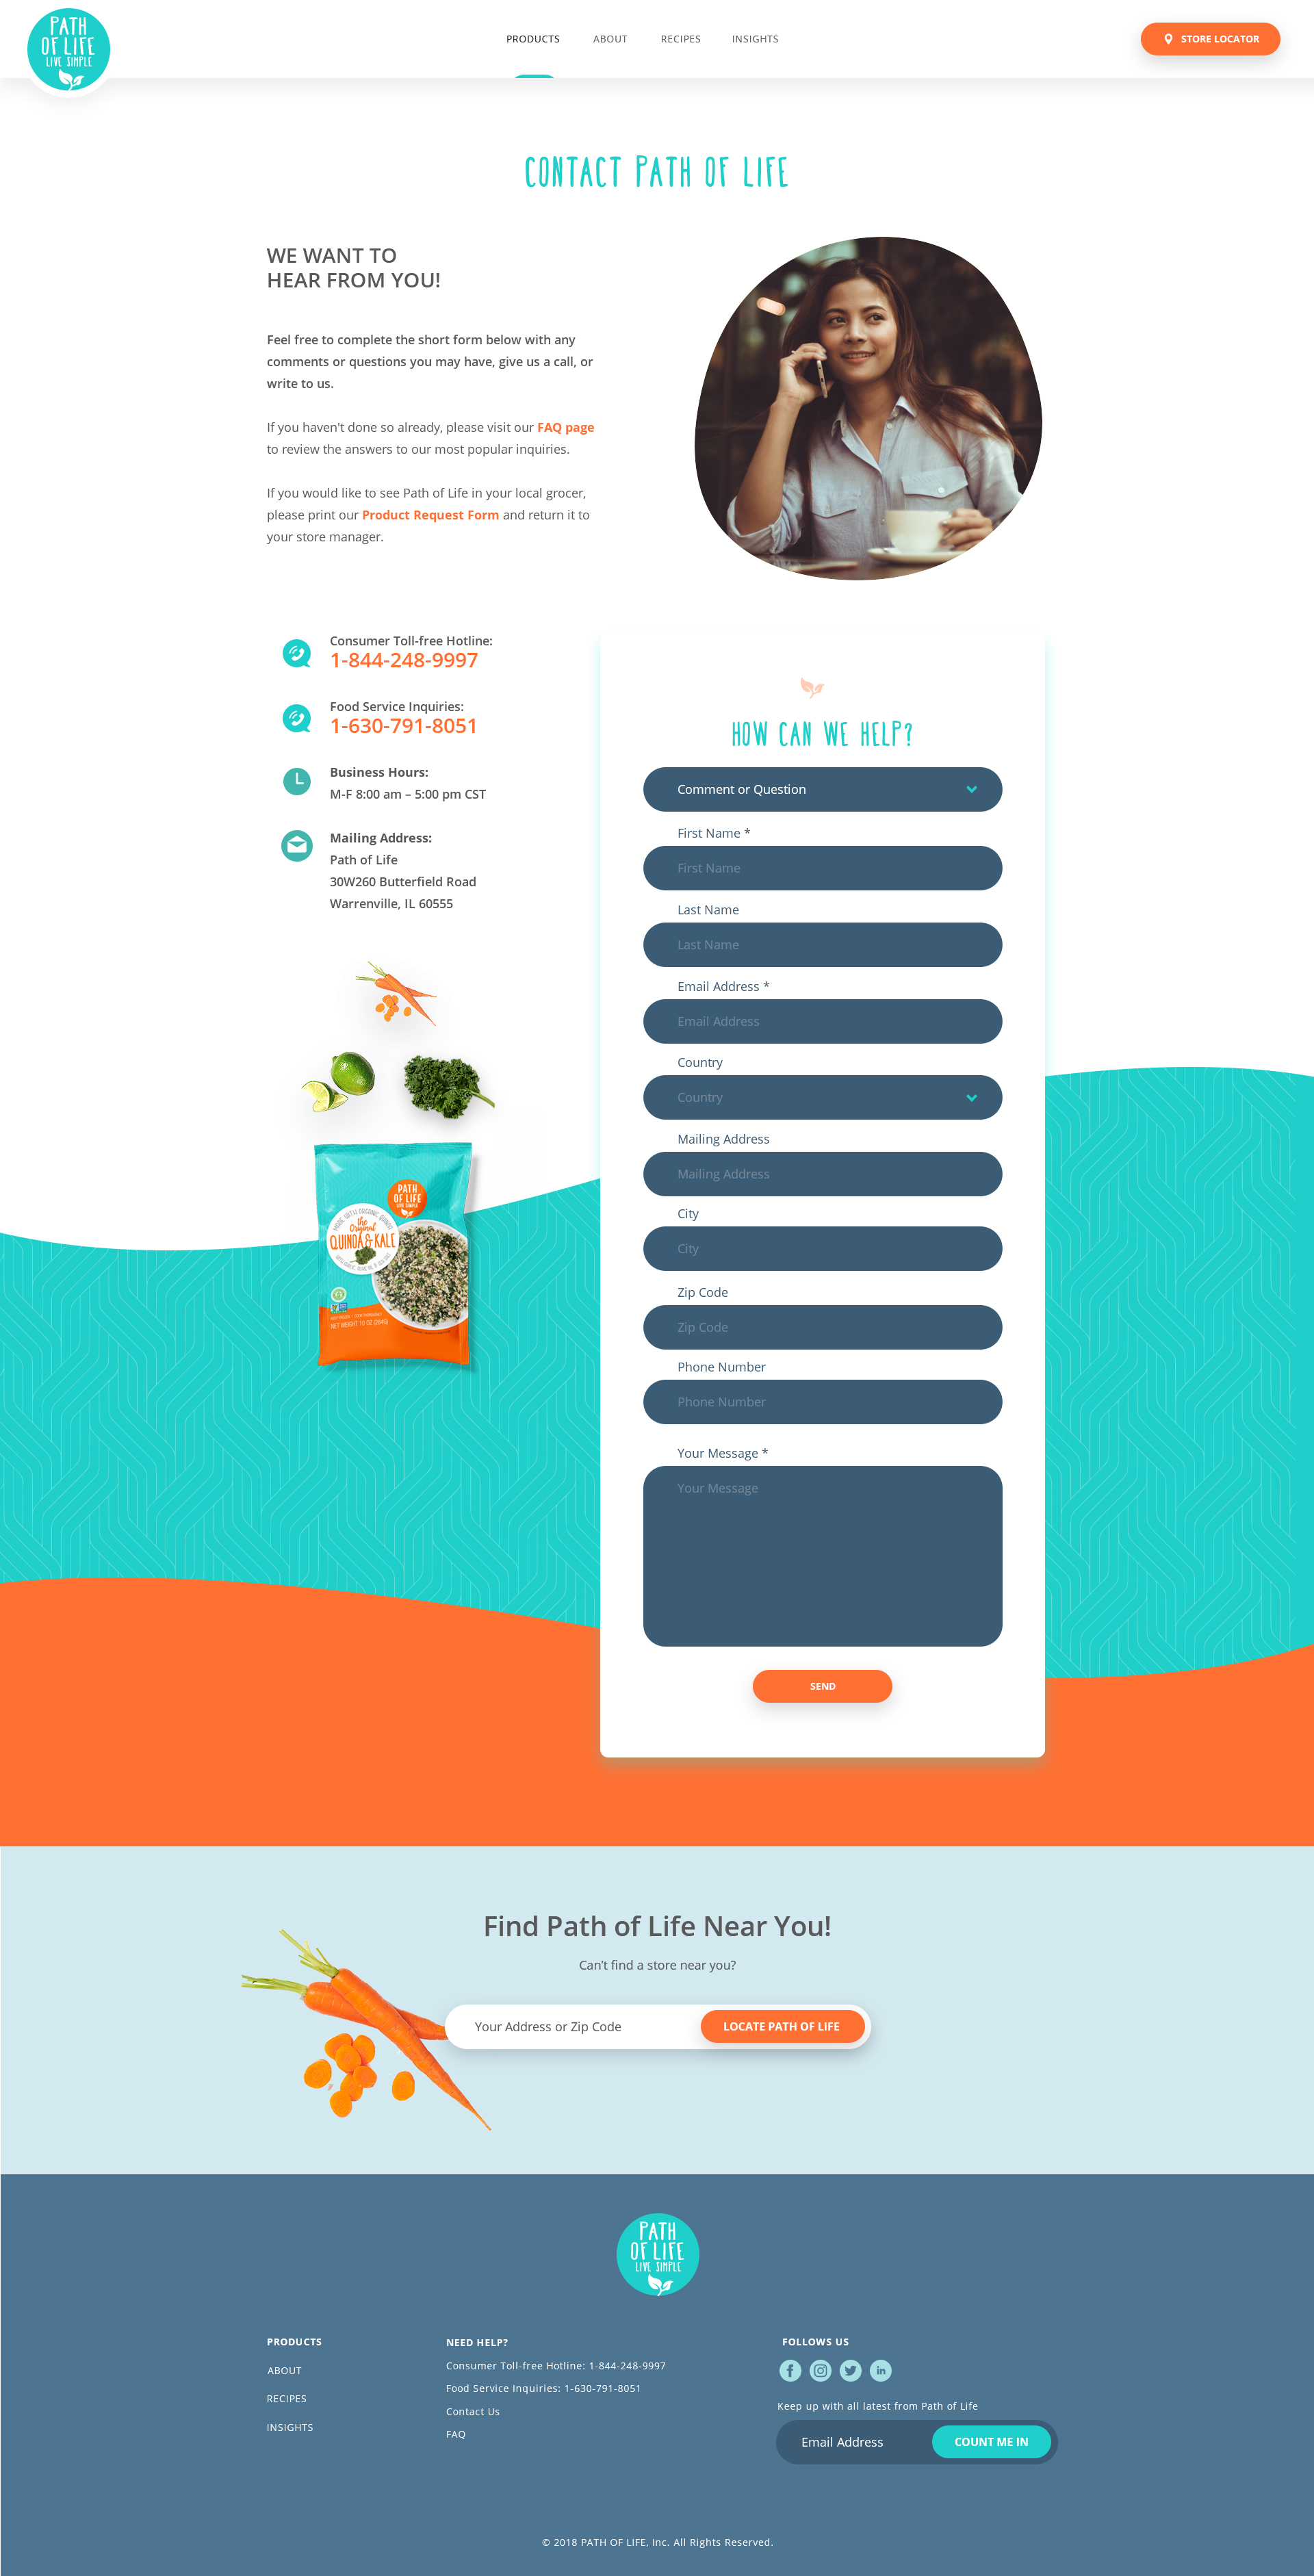 PATH
OF LIFE
LIVE SIMPLE
PRODUCTS
ABOUT
RECIPES
INSIGHTS
STORE LOCATOR
CONTACT PATH OF LIFE
WE WANT TO
HEAR FROM YOU!
Feel free to complete the short form below with any
comments or questions you may have, give us a call, or
write to us.
If you haven't done so already, please visit our FAQ page
to review the answers to our most popular inquiries.
If you would like to see Path of Life in your local grocer,
please print our Product Request Form and return it to
your store manager.
Consumer Toll-free Hotline:
1-844-248-9997
Food Service Inquiries:
1-630-791-8051
Business Hours:
M-F 8:00 am – 5:00 pm CST
Mailing Address:
Path of Life
30W260 Butterfield Road
Warrenville, IL 60555
PATH
OF LIFE
LIVE SIMPLE
MADE WITH ORGANIC QUINOA
the
Original
QUINOA & KALE
NET WEIGHT 10 OZ (284g)
HOW CAN WE HELP?
Comment or Question
First Name *
First Name
Last Name
Last Name
Email Address *
Email Address
Country
Country
Mailing Address
Mailing Address
City
City
Zip Code
Zip Code
Phone Number
Phone Number
Your Message *
Your Message
SEND
Find Path of Life Near You!
Can't find a store near you?
Your Address or Zip Code
LOCATE PATH OF LIFE
PATH
OF LIFE
LIVE SIMPLE
PRODUCTS
ABOUT
RECIPES
INSIGHTS
NEED HELP?
Consumer Toll-free Hotline: 1-844-248-9997
Food Service Inquiries: 1-630-791-8051
Contact Us
FAQ
FOLLOWS US
f
in
Keep up with all latest from Path of Life
Email Address
COUNT ME IN
© 2018 PATH OF LIFE, Inc. All Rights Reserved.